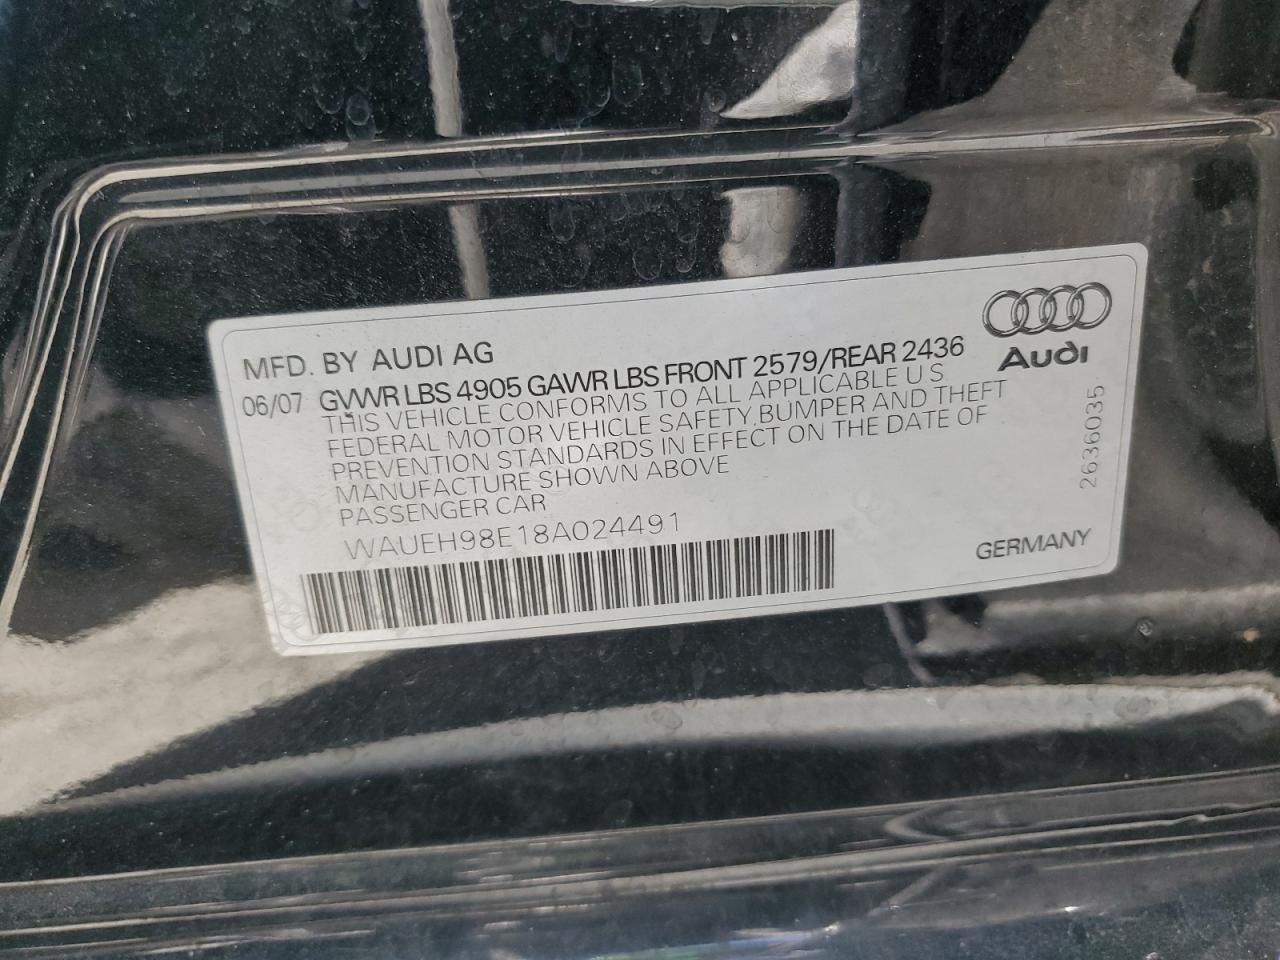 MFD. BY AUDI AG
06/07 GVWR LBS 4905 GAWR LBS FRONT 2579/REAR 2436
THIS VEHICLE CONFORMS TO ALL APPLICABLE U S
FEDERAL MOTOR VEHICLE SAFETY, BUMPER AND THEFT
PREVENTION STANDARDS IN EFFECT ON THE DATE OF
MANUFACTURE SHOWN ABOVE
PASSENGER CAR
WAUEH98E18A024491
Audi
2636035
GERMANY